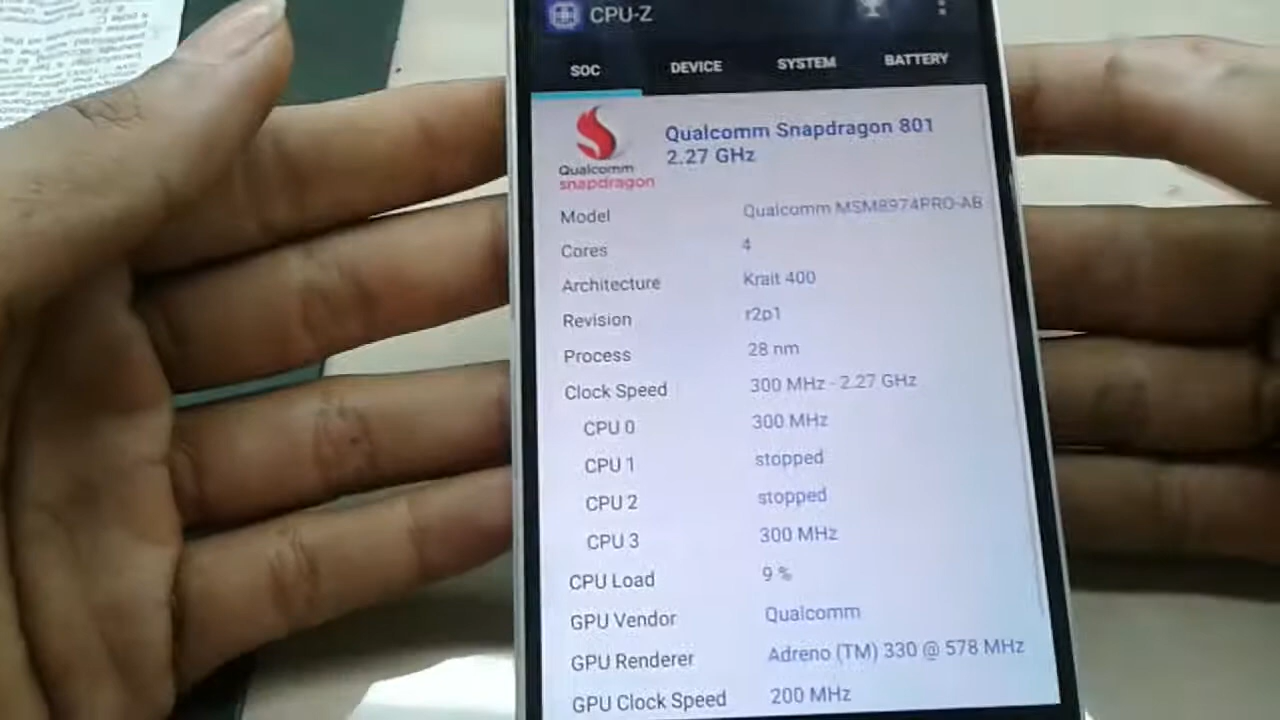 CPU-Z
SOC DEVICE SYSTEM BATTERY
Qualcomm Snapdragon 801
2.27 GHz
Qualcomm
snapdragon
Model Qualcomm MSM8974PRO-AB
Cores 4
Architecture Krait 400
Revision r2p1
Process 28 nm
Clock Speed 300 MHz - 2.27 GHz
CPU 0 300 MHz
CPU 1 stopped
CPU 2 stopped
CPU 3 300 MHz
CPU Load 9 %
GPU Vendor Qualcomm
GPU Renderer Adreno (TM) 330 @ 578 MHz
GPU Clock Speed 200 MHz